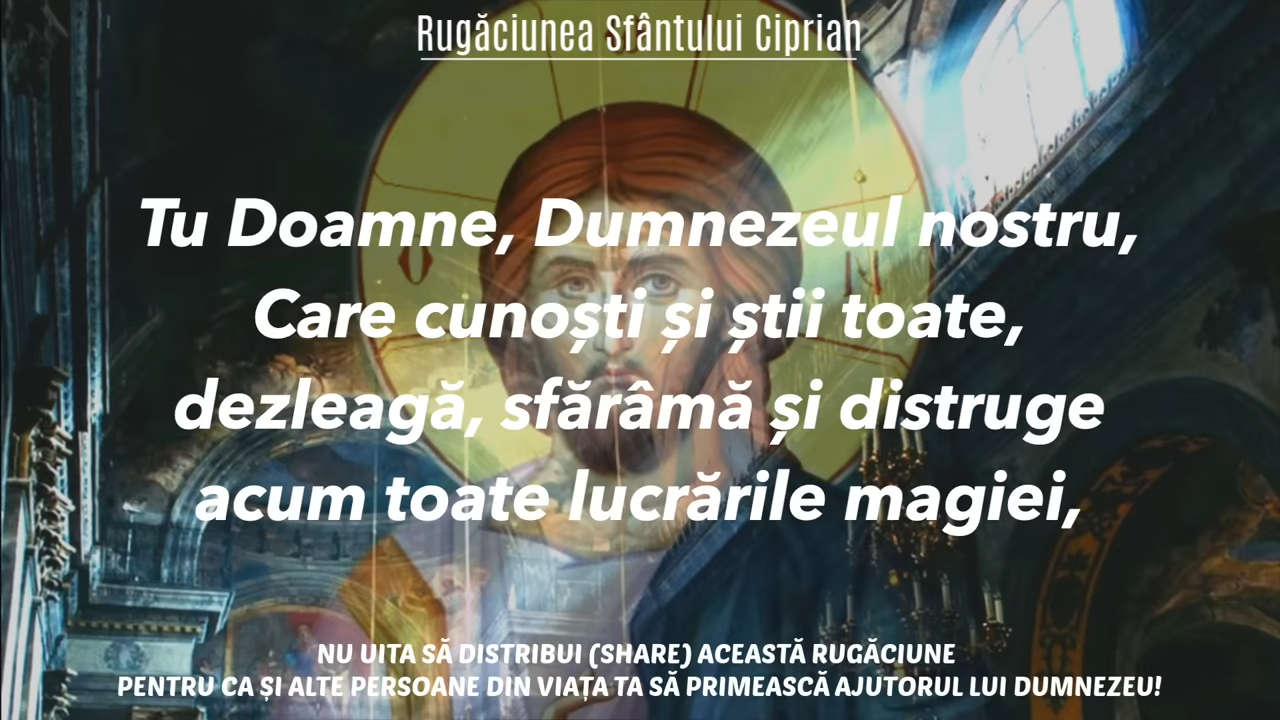 Rugăciunea Sfântului Ciprian
Tu Doamne, Dumnezeul nostru,
Care cunoști și știi toate,
dezleagă, sfărâmă și distruge
acum toate lucrările magiei,
NU UITA SĂ DISTRIBUI (SHARE) ACEASTĂ RUGĂCIUNE
PENTRU CA ȘI ALTE PERSOANE DIN VIAȚA TA SĂ PRIMEASCĂ AJUTORUL LUI DUMNEZEU!